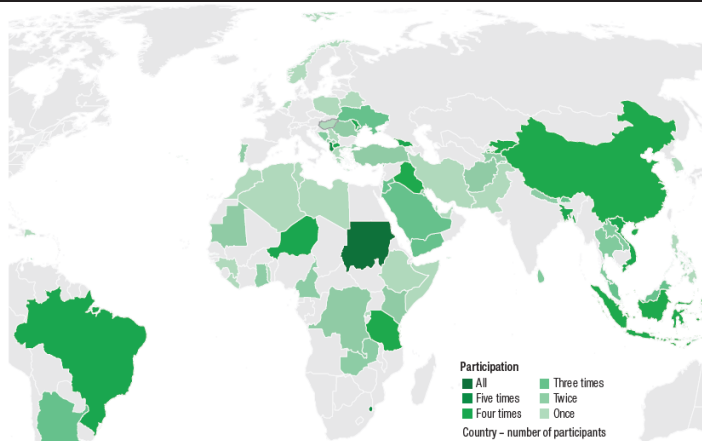 Participation
All
Five times
Four times
Three times
Twice
Once
Country – number of participants